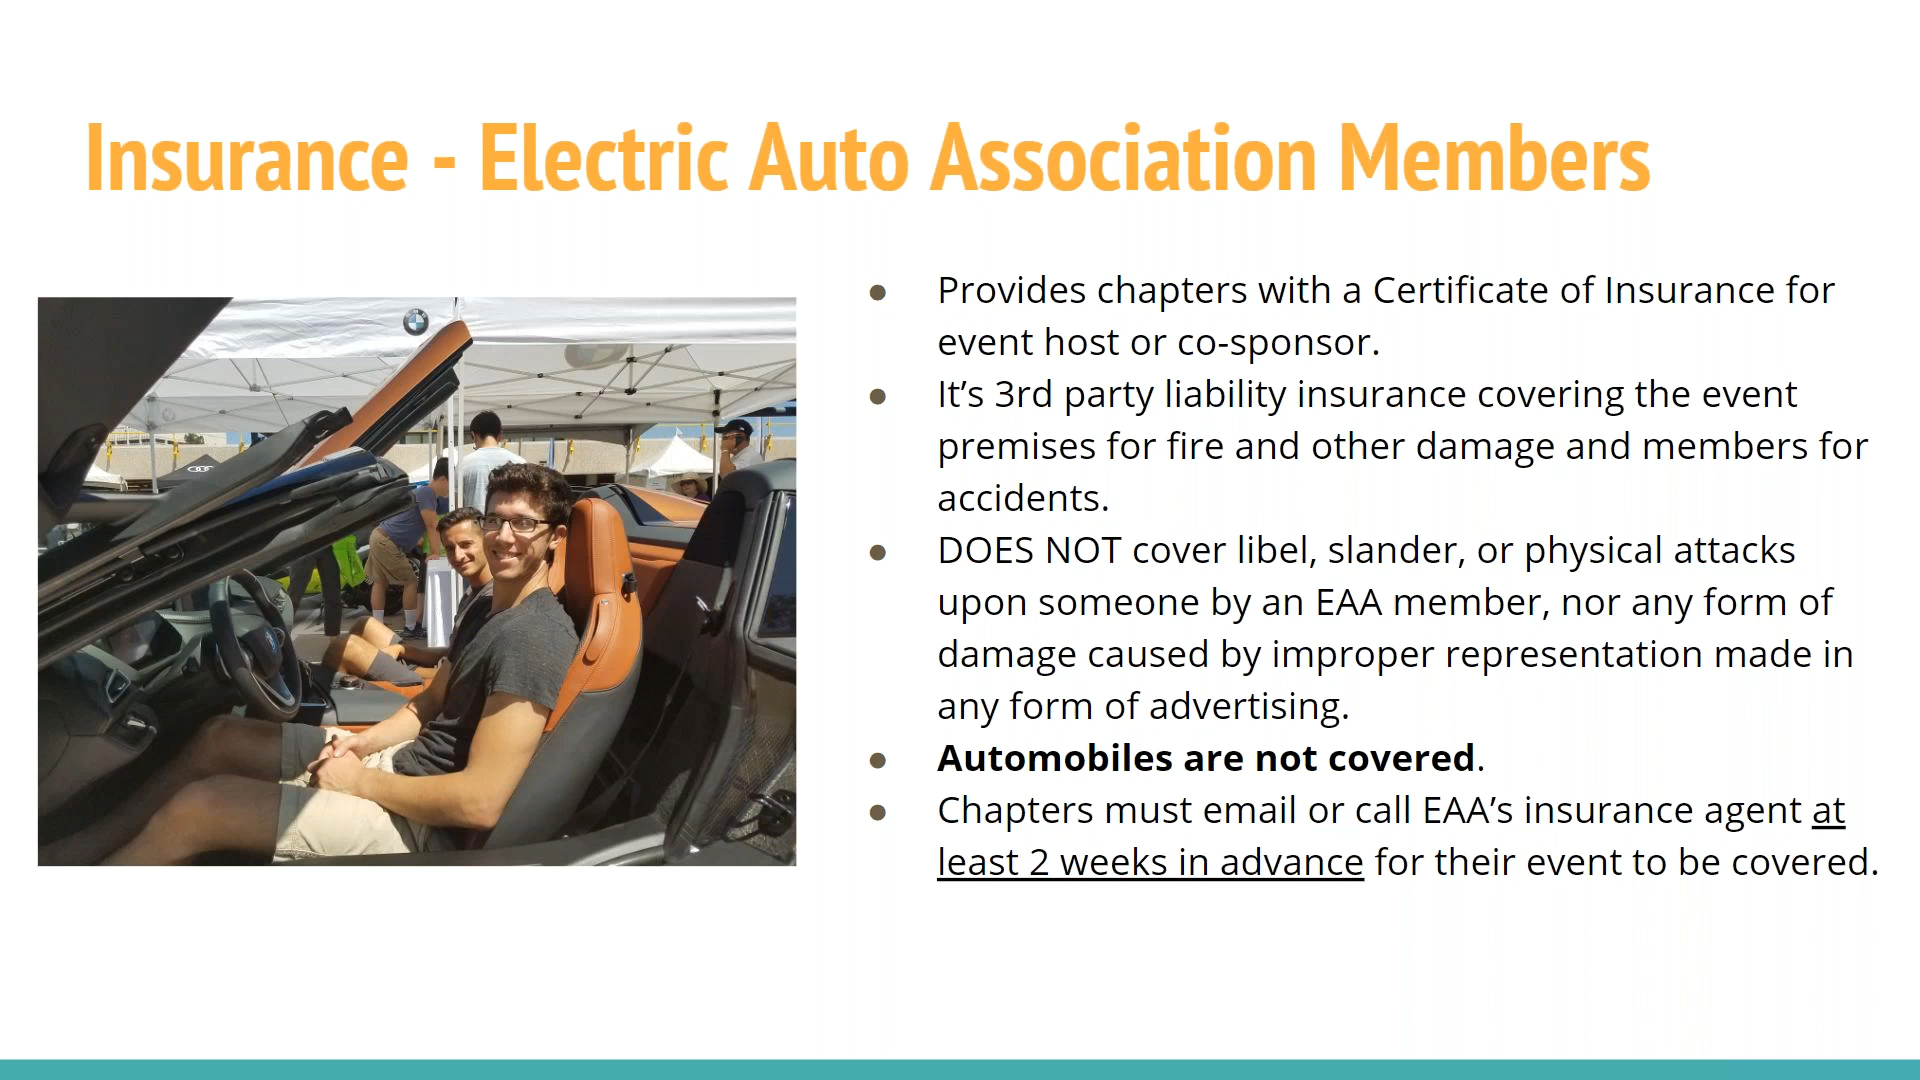 Insurance - Electric Auto Association Members
● Provides chapters with a Certificate of Insurance for
event host or co-sponsor.
● It’s 3rd party liability insurance covering the event
premises for fire and other damage and members for
accidents.
● DOES NOT cover libel, slander, or physical attacks
upon someone by an EAA member, nor any form of
damage caused by improper representation made in
any form of advertising.
● Automobiles are not covered.
● Chapters must email or call EAA’s insurance agent at
least 2 weeks in advance for their event to be covered.